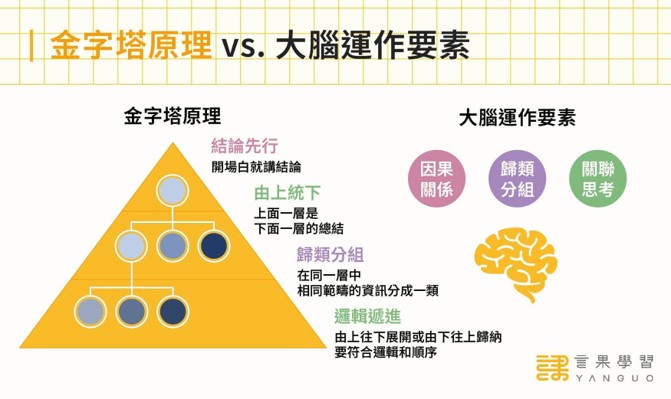 金字塔原理 vs. 大腦運作要素
金字塔原理
結論先行
開場白就講結論
由上統下
上面一層是
下面一層的總結
歸類分組
在同一層中
相同範疇的資訊分成一類
邏輯遞進
由上往下展開或由下往上歸納
要符合邏輯和順序
大腦運作要素
因果
關係
歸類
分組
關聯
思考
言果學習
YANGUO